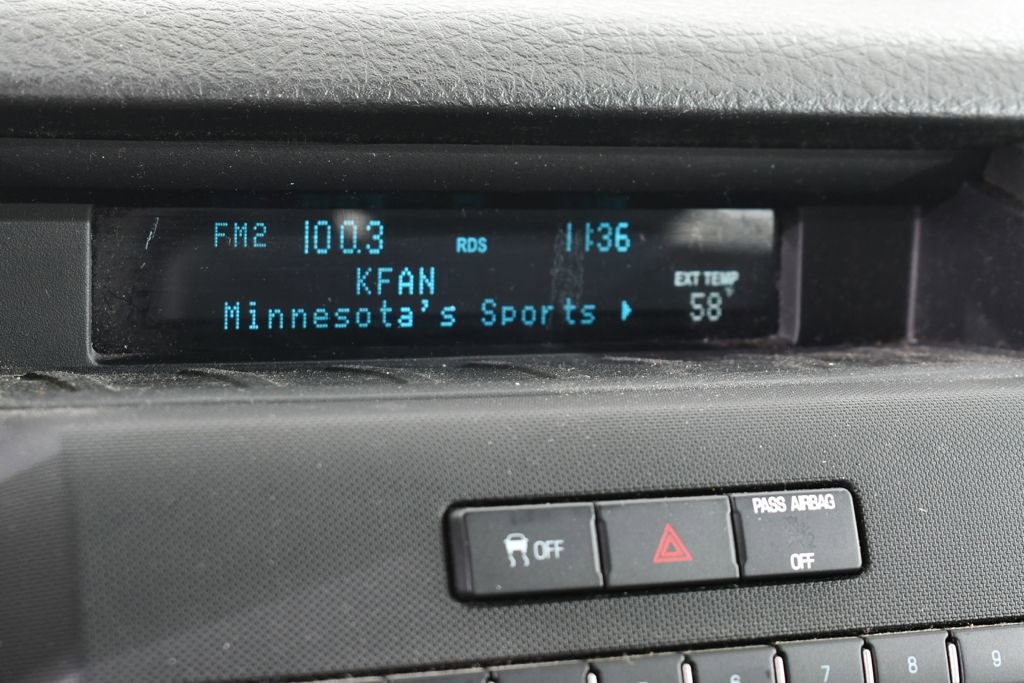 FM2 100.3 RDS 11:36
KFAN
EXT TEMP
Minnesota's Sports
58°
OFF
PASS AIRBAG
OFF
6 7 8 9